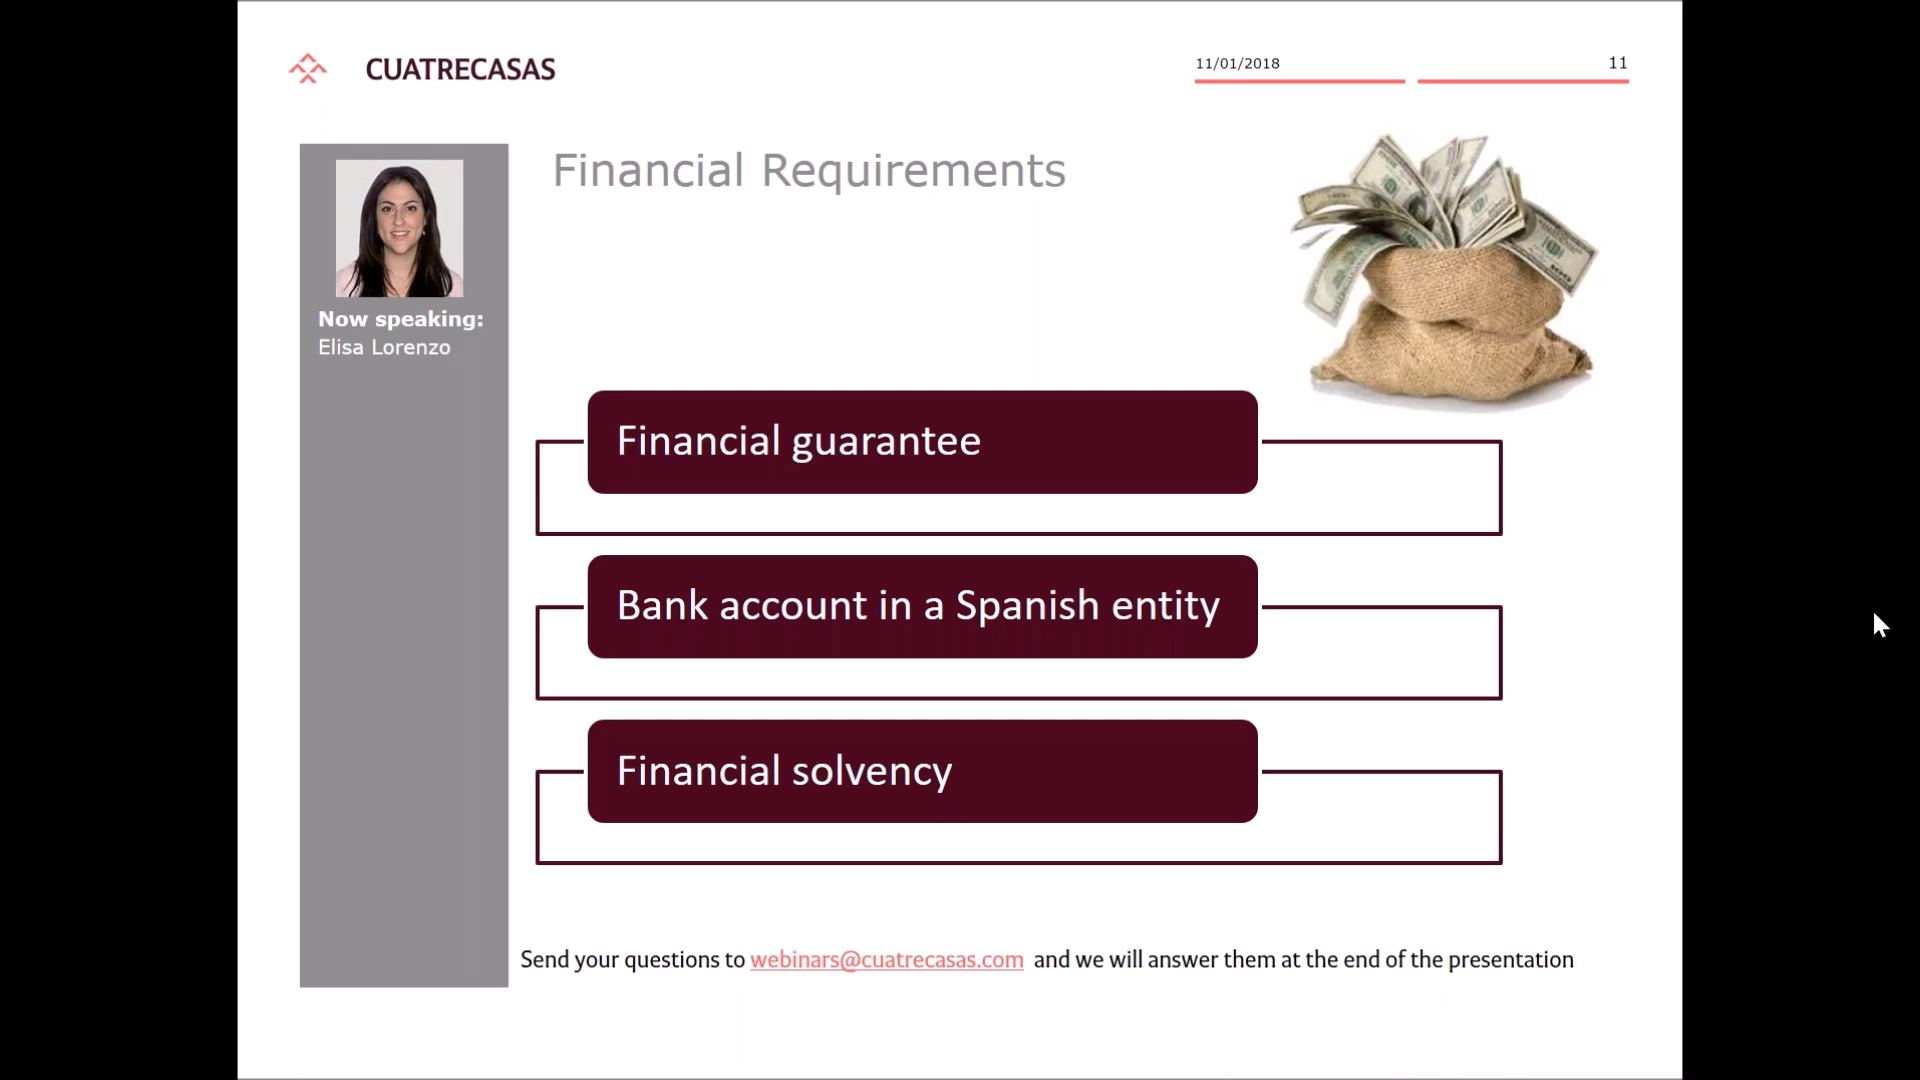 CUATRECASAS
11/01/2018
11
Financial Requirements
Now speaking:
Elisa Lorenzo
Financial guarantee
Bank account in a Spanish entity
Financial solvency
Send your questions to webinars@cuatrecasas.com and we will answer them at the end of the presentation